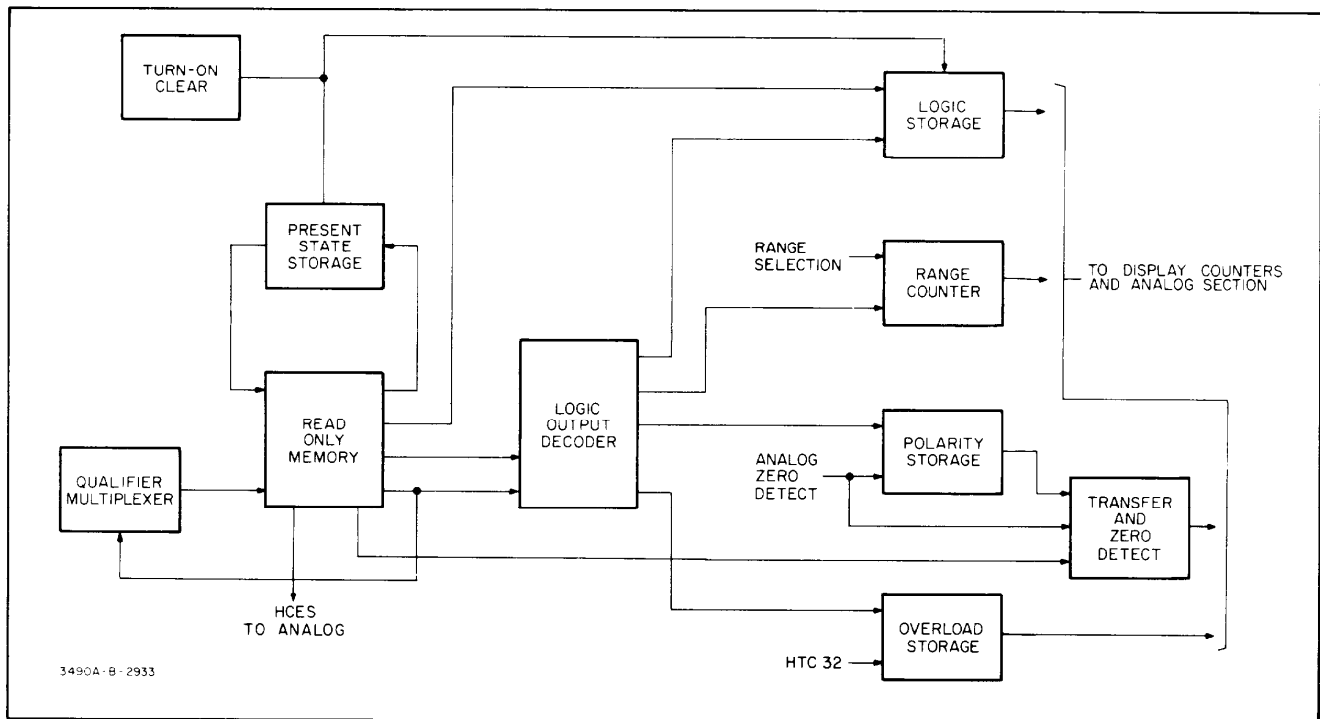 TURN-ON
CLEAR
LOGIC
STORAGE
PRESENT
STATE
STORAGE
RANGE
SELECTION
RANGE
COUNTER
TO DISPLAY COUNTERS
AND ANALOG SECTION
READ
ONLY
MEMORY
LOGIC
OUTPUT
DECODER
QUALIFIER
MULTIPLEXER
ANALOG
ZERO
DETECT
POLARITY
STORAGE
TRANSFER
AND
ZERO
DETECT
HCES
TO ANALOG
OVERLOAD
STORAGE
HTC 32
3490A-B-2933